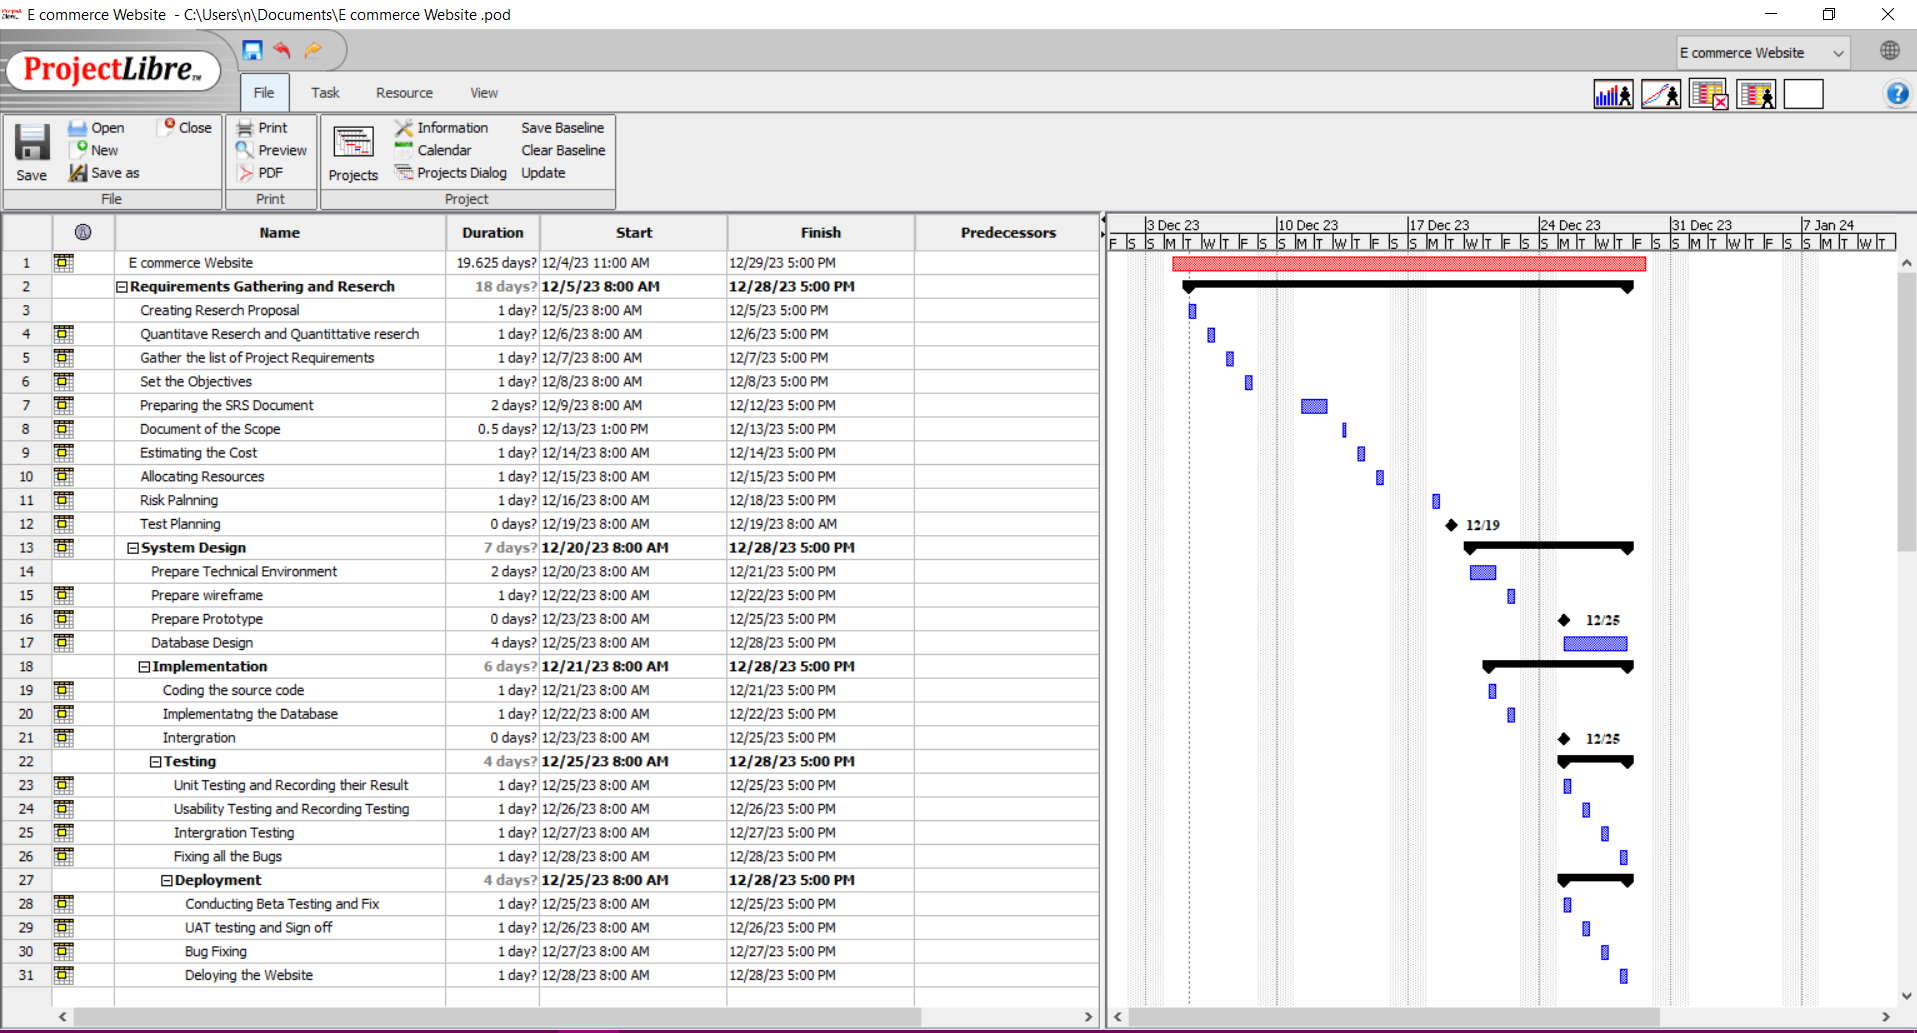 E commerce Website - C:\Users\n\Documents\E commerce Website .pod
ProjectLibre TM
E commerce Website
File Task Resource View
Save Open New Save as Close
File
Print Preview PDF
Print
Projects Information Calendar Projects Dialog Save Baseline Clear Baseline Update
Project
Name Duration Start Finish Predecessors
1 E commerce Website 19.625 days? 12/4/23 11:00 AM 12/29/23 5:00 PM
2 Requirements Gathering and Reserch 18 days? 12/5/23 8:00 AM 12/28/23 5:00 PM
3 Creating Reserch Proposal 1 day? 12/5/23 8:00 AM 12/5/23 5:00 PM
4 Quantitave Reserch and Quantittative reserch 1 day? 12/6/23 8:00 AM 12/6/23 5:00 PM
5 Gather the list of Project Requirements 1 day? 12/7/23 8:00 AM 12/7/23 5:00 PM
6 Set the Objectives 1 day? 12/8/23 8:00 AM 12/8/23 5:00 PM
7 Preparing the SRS Document 2 days? 12/9/23 8:00 AM 12/12/23 5:00 PM
8 Document of the Scope 0.5 days? 12/13/23 1:00 PM 12/13/23 5:00 PM
9 Estimating the Cost 1 day? 12/14/23 8:00 AM 12/14/23 5:00 PM
10 Allocating Resources 1 day? 12/15/23 8:00 AM 12/15/23 5:00 PM
11 Risk Palnning 1 day? 12/16/23 8:00 AM 12/18/23 5:00 PM
12 Test Planning 0 days? 12/19/23 8:00 AM 12/19/23 8:00 AM
13 System Design 7 days? 12/20/23 8:00 AM 12/28/23 5:00 PM
14 Prepare Technical Environment 2 days? 12/20/23 8:00 AM 12/21/23 5:00 PM
15 Prepare wireframe 1 day? 12/22/23 8:00 AM 12/22/23 5:00 PM
16 Prepare Prototype 0 days? 12/23/23 8:00 AM 12/25/23 5:00 PM
17 Database Design 4 days? 12/25/23 8:00 AM 12/28/23 5:00 PM
18 Implementation 6 days? 12/21/23 8:00 AM 12/28/23 5:00 PM
19 Coding the source code 1 day? 12/21/23 8:00 AM 12/21/23 5:00 PM
20 Implementatng the Database 1 day? 12/22/23 8:00 AM 12/22/23 5:00 PM
21 Intergration 0 days? 12/23/23 8:00 AM 12/25/23 5:00 PM
22 Testing 4 days? 12/25/23 8:00 AM 12/28/23 5:00 PM
23 Unit Testing and Recording their Result 1 day? 12/25/23 8:00 AM 12/25/23 5:00 PM
24 Usability Testing and Recording Testing 1 day? 12/26/23 8:00 AM 12/26/23 5:00 PM
25 Intergration Testing 1 day? 12/27/23 8:00 AM 12/27/23 5:00 PM
26 Fixing all the Bugs 1 day? 12/28/23 8:00 AM 12/28/23 5:00 PM
27 Deployment 4 days? 12/25/23 8:00 AM 12/28/23 5:00 PM
28 Conducting Beta Testing and Fix 1 day? 12/25/23 8:00 AM 12/25/23 5:00 PM
29 UAT testing and Sign off 1 day? 12/26/23 8:00 AM 12/26/23 5:00 PM
30 Bug Fixing 1 day? 12/27/23 8:00 AM 12/27/23 5:00 PM
31 Deloying the Website 1 day? 12/28/23 8:00 AM 12/28/23 5:00 PM
3 Dec 23 10 Dec 23 17 Dec 23 24 Dec 23 31 Dec 23 7 Jan 24
F S S M T W T F S S M T W T F S S M T W T F S S M T W T F S S M T W T F S S M T W T
12/19
12/25
12/25